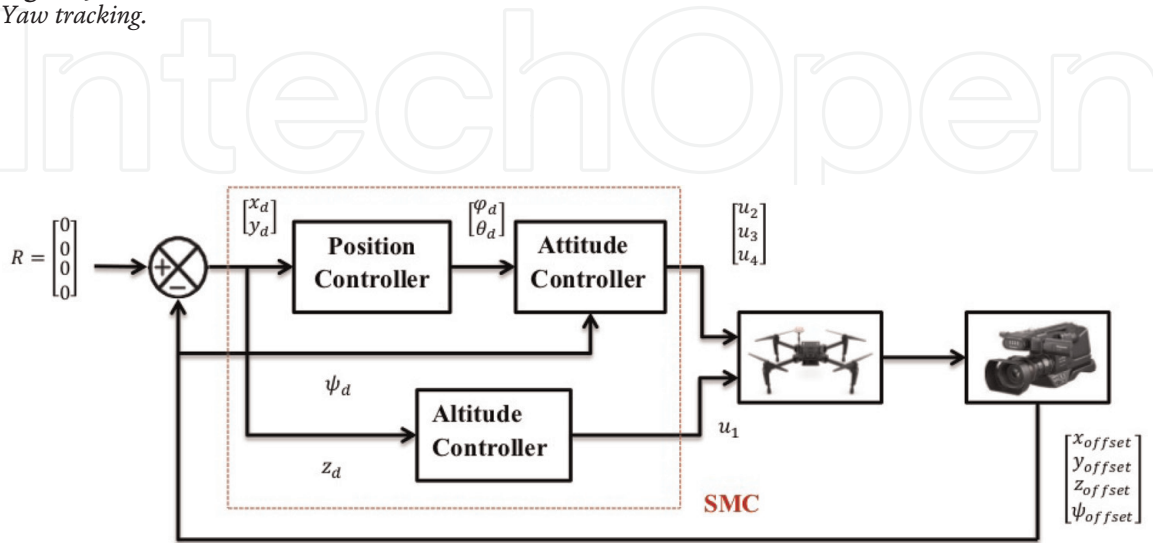 Yaw tracking.
IntechOpen
[x_d
y_d]
[φ_d
θ_d]
[u_2
u_3
u_4]
R = [0
0
0
0]
+
−
Position
Controller
Attitude
Controller
ψ_d
Altitude
Controller
z_d
u_1
SMC
[x_offset
y_offset
z_offset
ψ_offset]